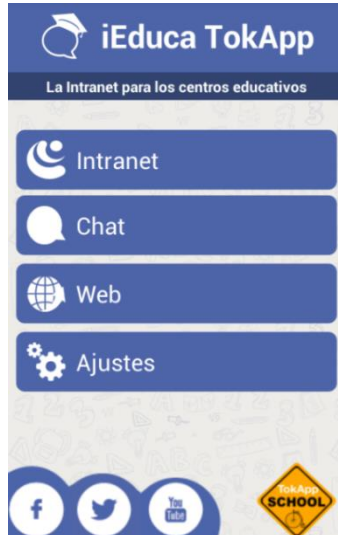 iEduca TokApp
La Intranet para los centros educativos
Intranet
Chat
Web
Ajustes
f
You
Tube
TokApp
SCHOOL